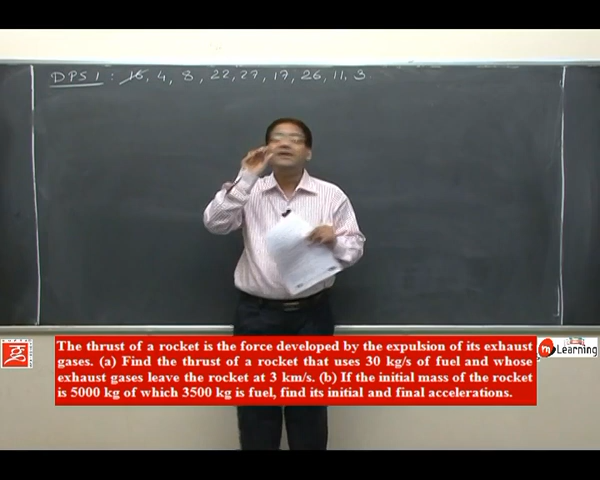 DPS 1 : 16, 4, 8, 22, 27, 17, 26, 11, 3.
The thrust of a rocket is the force developed by the expulsion of its exhaust
gases. (a) Find the thrust of a rocket that uses 30 kg/s of fuel and whose
exhaust gases leave the rocket at 3 km/s. (b) If the initial mass of the rocket
is 5000 kg of which 3500 kg is fuel, find its initial and final accelerations.
m Learning